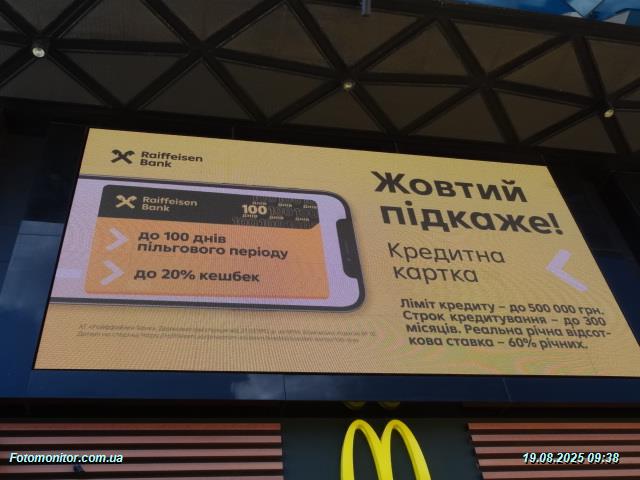 Raiffeisen
Bank
Жовтий
підкаже!
Raiffeisen
Bank
100 днів
до 100 днів
пільгового періоду
до 20% кешбек
Кредитна
картка
Ліміт кредиту – до 500 000 грн.
Строк кредитування – до 300
місяців. Реальна річна відсот-
кова ставка – 60% річних.
Fotomonitor.com.ua
19.08.2025 09:38